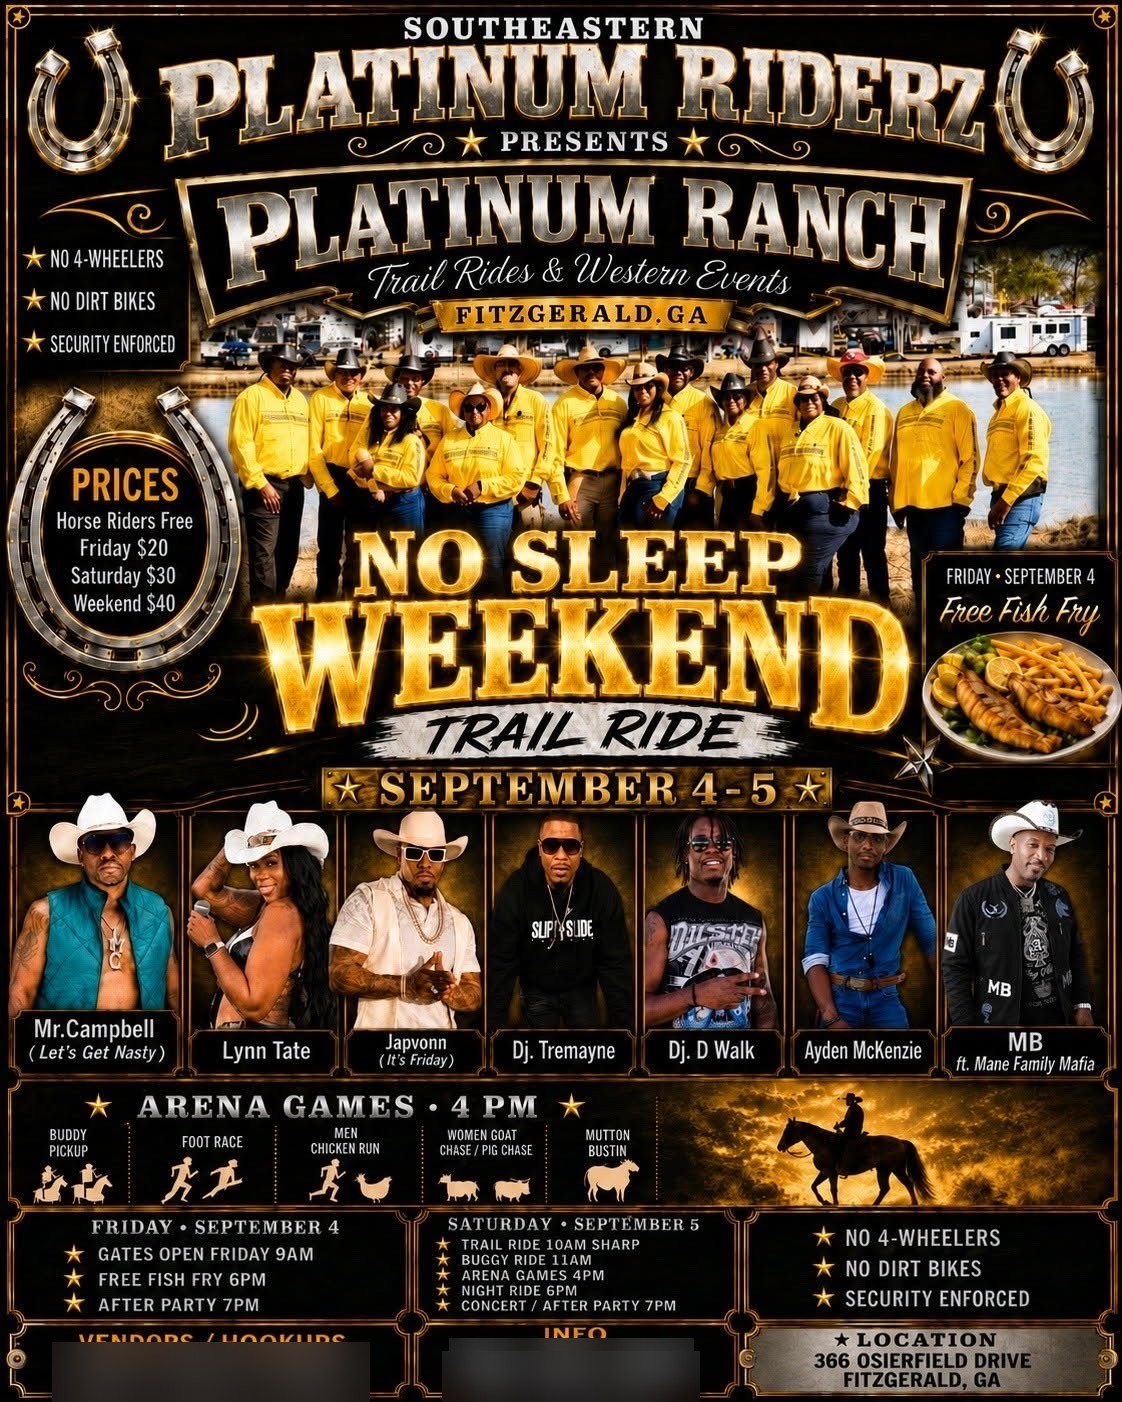 SOUTHEASTERN
PLATINUM RIDERZ
PRESENTS
PLATINUM RANCH
Trail Rides & Western Events
FITZGERALD, GA
NO 4-WHEELERS
NO DIRT BIKES
SECURITY ENFORCED
PRICES
Horse Riders Free
Friday $20
Saturday $30
Weekend $40
NO SLEEP
WEEKEND
TRAIL RIDE
SEPTEMBER 4-5
FRIDAY • SEPTEMBER 4
Free Fish Fry
SLIP N SLIDE
MB
MB
Mr.Campbell
(Let's Get Nasty)
Lynn Tate
Japvonn
(It's Friday)
Dj. Tremayne
Dj. D Walk
Ayden McKenzie
MB
ft. Mane Family Mafia
ARENA GAMES • 4 PM
BUDDY
PICKUP
FOOT RACE
MEN
CHICKEN RUN
WOMEN GOAT
CHASE / PIG CHASE
MUTTON
BUSTIN
FRIDAY • SEPTEMBER 4
GATES OPEN FRIDAY 9AM
FREE FISH FRY 6PM
AFTER PARTY 7PM
SATURDAY • SEPTEMBER 5
TRAIL RIDE 10AM SHARP
BUGGY RIDE 11AM
ARENA GAMES 4PM
NIGHT RIDE 6PM
CONCERT / AFTER PARTY 7PM
NO 4-WHEELERS
NO DIRT BIKES
SECURITY ENFORCED
VENDORS / HOOKUPS
INFO
LOCATION
366 OSIERFIELD DRIVE
FITZGERALD, GA